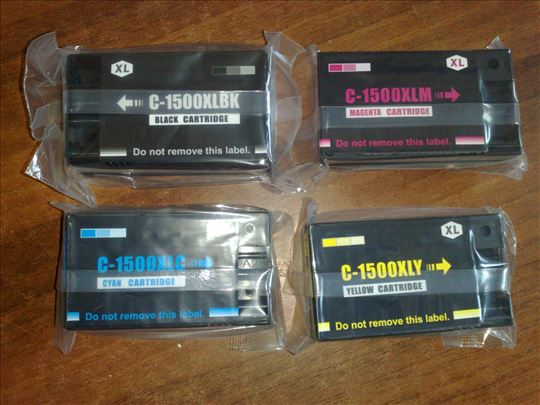 XL
C-1500XLBK
BLACK CARTRIDGE
Do not remove this label.
XL
C-1500XLM
MAGENTA CARTRIDGE
Do not remove this label.
C-1500XLC
CYAN CARTRIDGE
Do not remove this label.
XL
C-1500XLY
YELLOW CARTRIDGE
Do not remove this label.